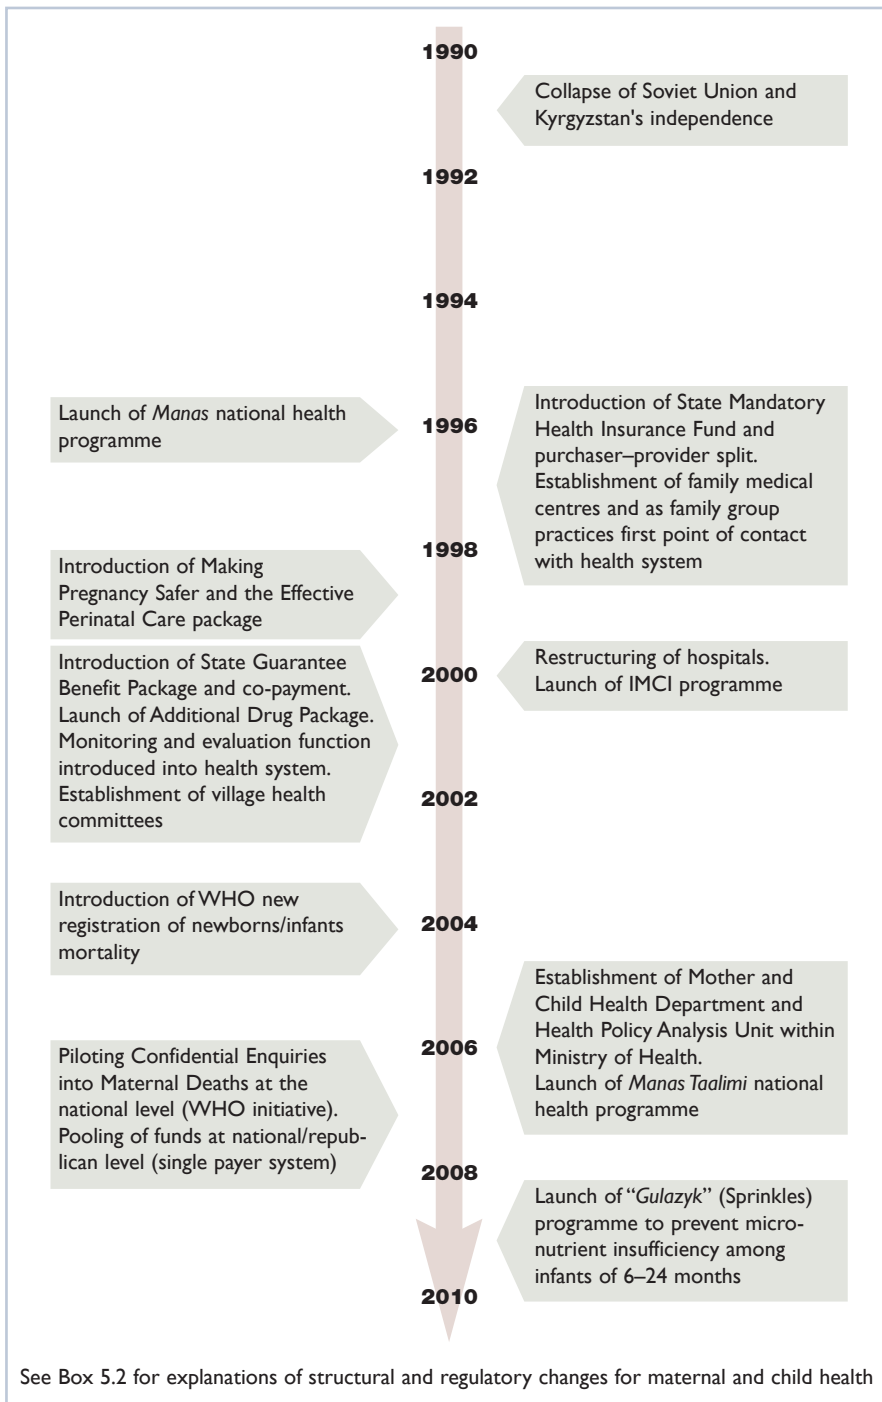 1990
Collapse of Soviet Union and
Kyrgyzstan's independence
1992
1994
Launch of Manas national health
programme
1996
Introduction of State Mandatory
Health Insurance Fund and
purchaser–provider split.
Establishment of family medical
centres and as family group
practices first point of contact
with health system
1998
Introduction of Making
Pregnancy Safer and the Effective
Perinatal Care package
Introduction of State Guarantee
Benefit Package and co-payment.
Launch of Additional Drug Package.
Monitoring and evaluation function
introduced into health system.
Establishment of village health
committees
2000
Restructuring of hospitals.
Launch of IMCI programme
2002
Introduction of WHO new
registration of newborns/infants
mortality
2004
Establishment of Mother and
Child Health Department and
Health Policy Analysis Unit within
Ministry of Health.
Launch of Manas Taalimi national
health programme
2006
Piloting Confidential Enquiries
into Maternal Deaths at the
national level (WHO initiative).
Pooling of funds at national/repub-
lican level (single payer system)
2008
Launch of “Gulazyk” (Sprinkles)
programme to prevent micro-
nutrient insufficiency among
infants of 6–24 months
2010
See Box 5.2 for explanations of structural and regulatory changes for maternal and child health